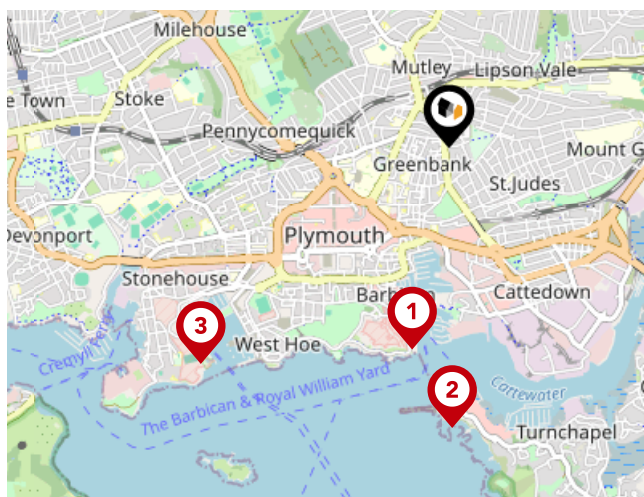 Milehouse
Mutley
Lipson Vale
e Town
Stoke
Pennycomequick
Greenbank
Mount G
St.Judes
Devonport
Plymouth
Stonehouse
Barbican
Cattedown
1
3
West Hoe
Cremyll Ferry
2
The Barbican & Royal William Yard
Cattewater
Turnchapel